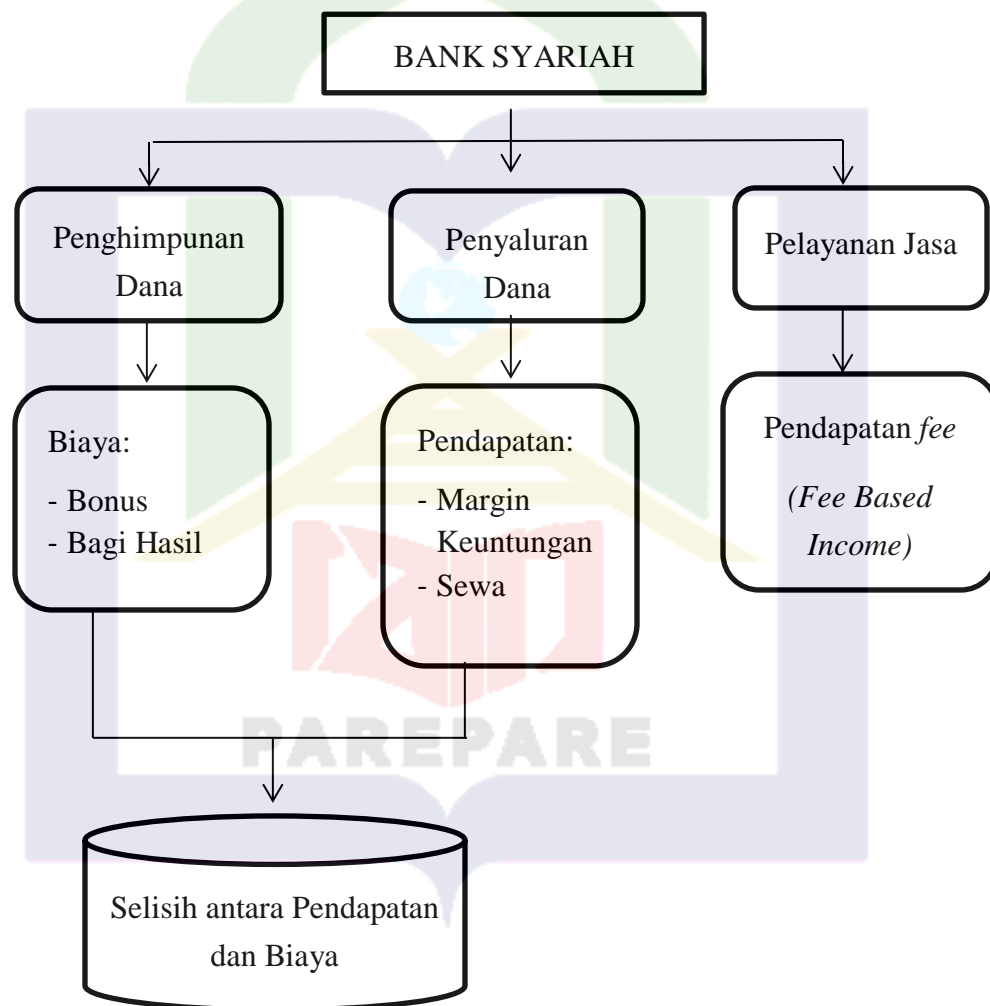 BANK SYARIAH
Penghimpunan
Dana
Penyaluran
Dana
Pelayanan Jasa
Biaya:
- Bonus
- Bagi Hasil
Pendapatan:
- Margin
Keuntungan
- Sewa
Pendapatan fee
(Fee Based
Income)
PAREPARE
Selisih antara Pendapatan
dan Biaya